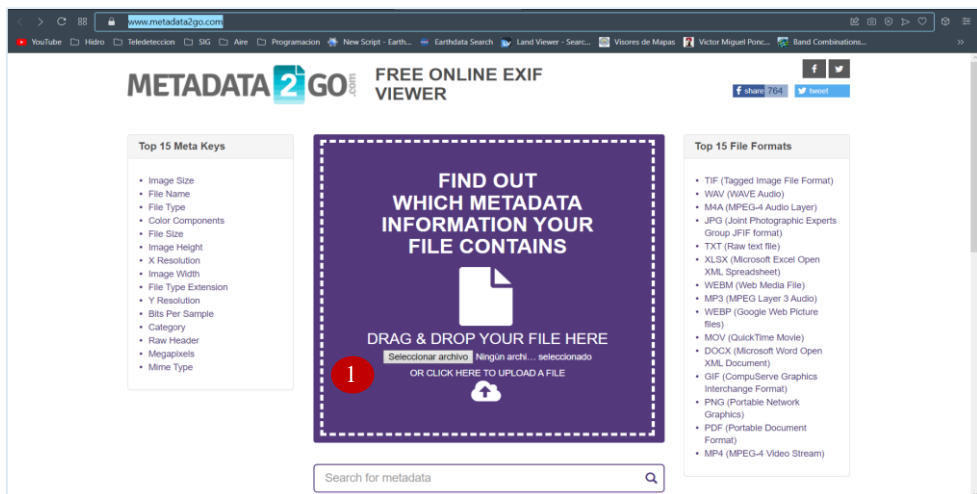 www.metadata2go.com
YouTube Hidro Teledeteccion SIG Aire Programacion New Script - Earth... Earthdata Search Land Viewer - Searc... Visores de Mapas Victor Miguel Ponc... Band Combinations... »
METADATA 2 GO .com
FREE ONLINE EXIF
VIEWER
f share 764 tweet
Top 15 Meta Keys
• Image Size
• File Name
• File Type
• Color Components
• File Size
• Image Height
• X Resolution
• Image Width
• File Type Extension
• Y Resolution
• Bits Per Sample
• Category
• Raw Header
• Megapixels
• Mime Type
FIND OUT
WHICH METADATA
INFORMATION YOUR
FILE CONTAINS
DRAG & DROP YOUR FILE HERE
Seleccionar archivo Ningún archi... seleccionado
1
OR CLICK HERE TO UPLOAD A FILE
Search for metadata
Top 15 File Formats
• TIF (Tagged Image File Format)
• WAV (WAVE Audio)
• M4A (MPEG-4 Audio Layer)
• JPG (Joint Photographic Experts
Group JFIF format)
• TXT (Raw text file)
• XLSX (Microsoft Excel Open
XML Spreadsheet)
• WEBM (Web Media File)
• MP3 (MPEG Layer 3 Audio)
• WEBP (Google Web Picture
files)
• MOV (QuickTime Movie)
• DOCX (Microsoft Word Open
XML Document)
• GIF (CompuServe Graphics
Interchange Format)
• PNG (Portable Network
Graphics)
• PDF (Portable Document
Format)
• MP4 (MPEG-4 Video Stream)